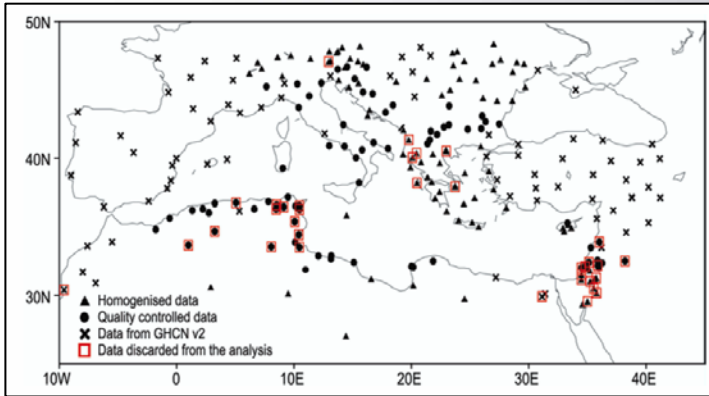 50N
40N
30N
Homogenised data
Quality controlled data
Data from GHCN v2
Data discarded from the analysis
10W 0 10E 20E 30E 40E